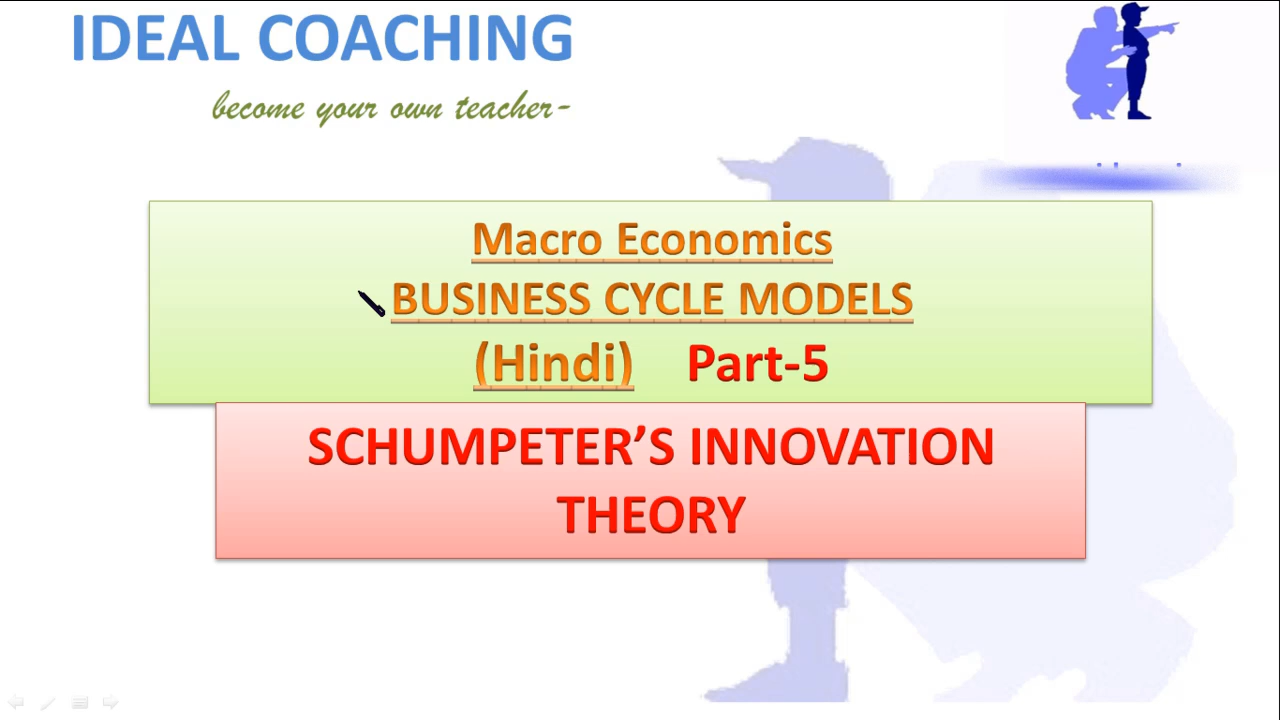 IDEAL COACHING
become your own teacher-
Macro Economics
BUSINESS CYCLE MODELS
(Hindi) Part-5
SCHUMPETER’S INNOVATION
THEORY